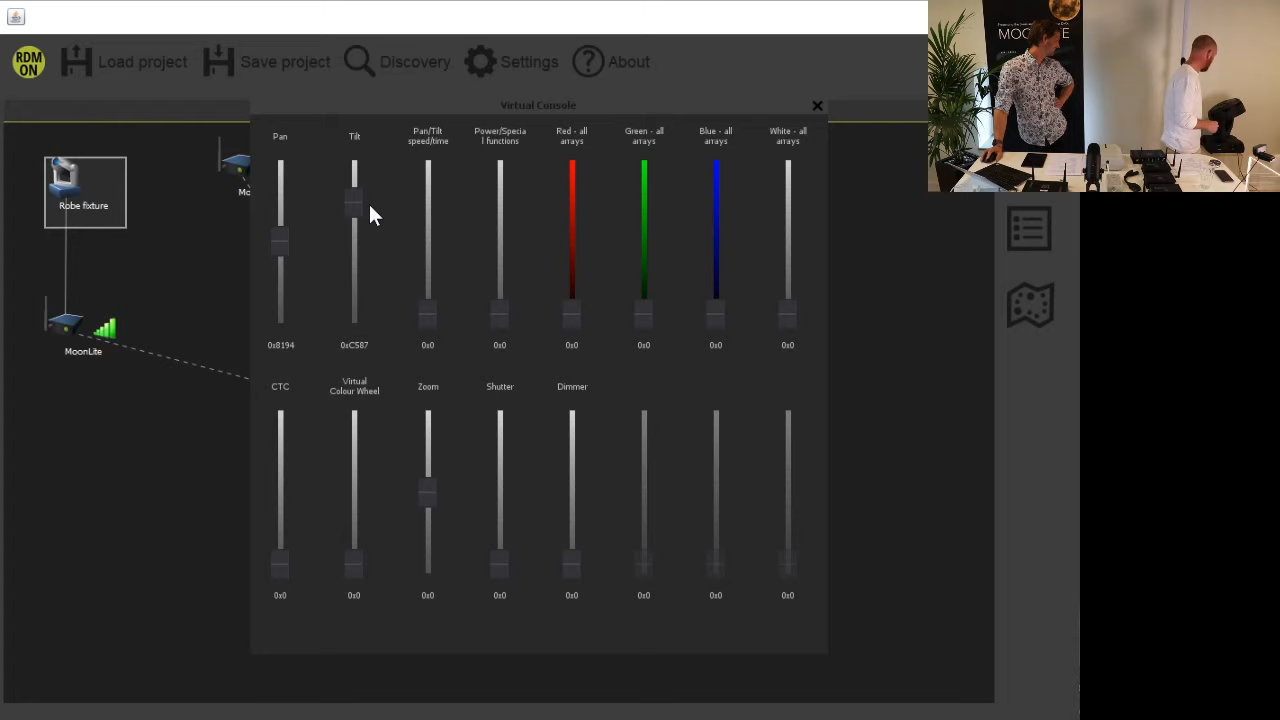 RDM
ON
Load project
Save project
Discovery
Settings
? About
Virtual Console
Pan
Tilt
Pan/Tilt
speed/time
Power/Specia
l functions
Red - all
arrays
Green - all
arrays
Blue - all
arrays
White - all
arrays
0x8194
0xC587
0x0
0x0
0x0
0x0
0x0
0x0
CTC
Virtual
Colour Wheel
Zoom
Shutter
Dimmer
0x0
0x0
0x0
0x0
0x0
0x0
0x0
0x0
Robe fixture
Mo
MoonLite